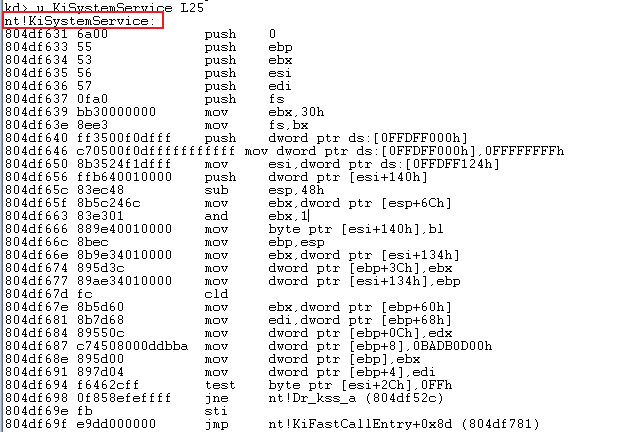 kd> u KiSystemService L25
nt!KiSystemService:
804df631 6a00 push 0
804df633 55 push ebp
804df634 53 push ebx
804df635 56 push esi
804df636 57 push edi
804df637 0fa0 push fs
804df639 bb30000000 mov ebx,30h
804df63e 8ee3 mov fs,bx
804df640 ff3500f0dfff push dword ptr ds:[0FFDFF000h]
804df646 c70500f0dfffffffffff mov dword ptr ds:[0FFDFF000h],0FFFFFFFFh
804df650 8b3524f1dfff mov esi,dword ptr ds:[0FFDFF124h]
804df656 ffb640010000 push dword ptr [esi+140h]
804df65c 83ec48 sub esp,48h
804df65f 8b5c246c mov ebx,dword ptr [esp+6Ch]
804df663 83e301 and ebx,1
804df666 889e40010000 mov byte ptr [esi+140h],bl
804df66c 8bec mov ebp,esp
804df66e 8b9e34010000 mov ebx,dword ptr [esi+134h]
804df674 895d3c mov dword ptr [ebp+3Ch],ebx
804df677 89ae34010000 mov dword ptr [esi+134h],ebp
804df67d fc cld
804df67e 8b5d60 mov ebx,dword ptr [ebp+60h]
804df681 8b7d68 mov edi,dword ptr [ebp+68h]
804df684 89550c mov dword ptr [ebp+0Ch],edx
804df687 c74508000ddbba mov dword ptr [ebp+8],0BADB0D00h
804df68e 895d00 mov dword ptr [ebp],ebx
804df691 897d04 mov dword ptr [ebp+4],edi
804df694 f6462cff test byte ptr [esi+2Ch],0FFh
804df698 0f858efeffff jne nt!Dr_kss_a (804df52c)
804df69e fb sti
804df69f e9dd000000 jmp nt!KiFastCallEntry+0x8d (804df781)